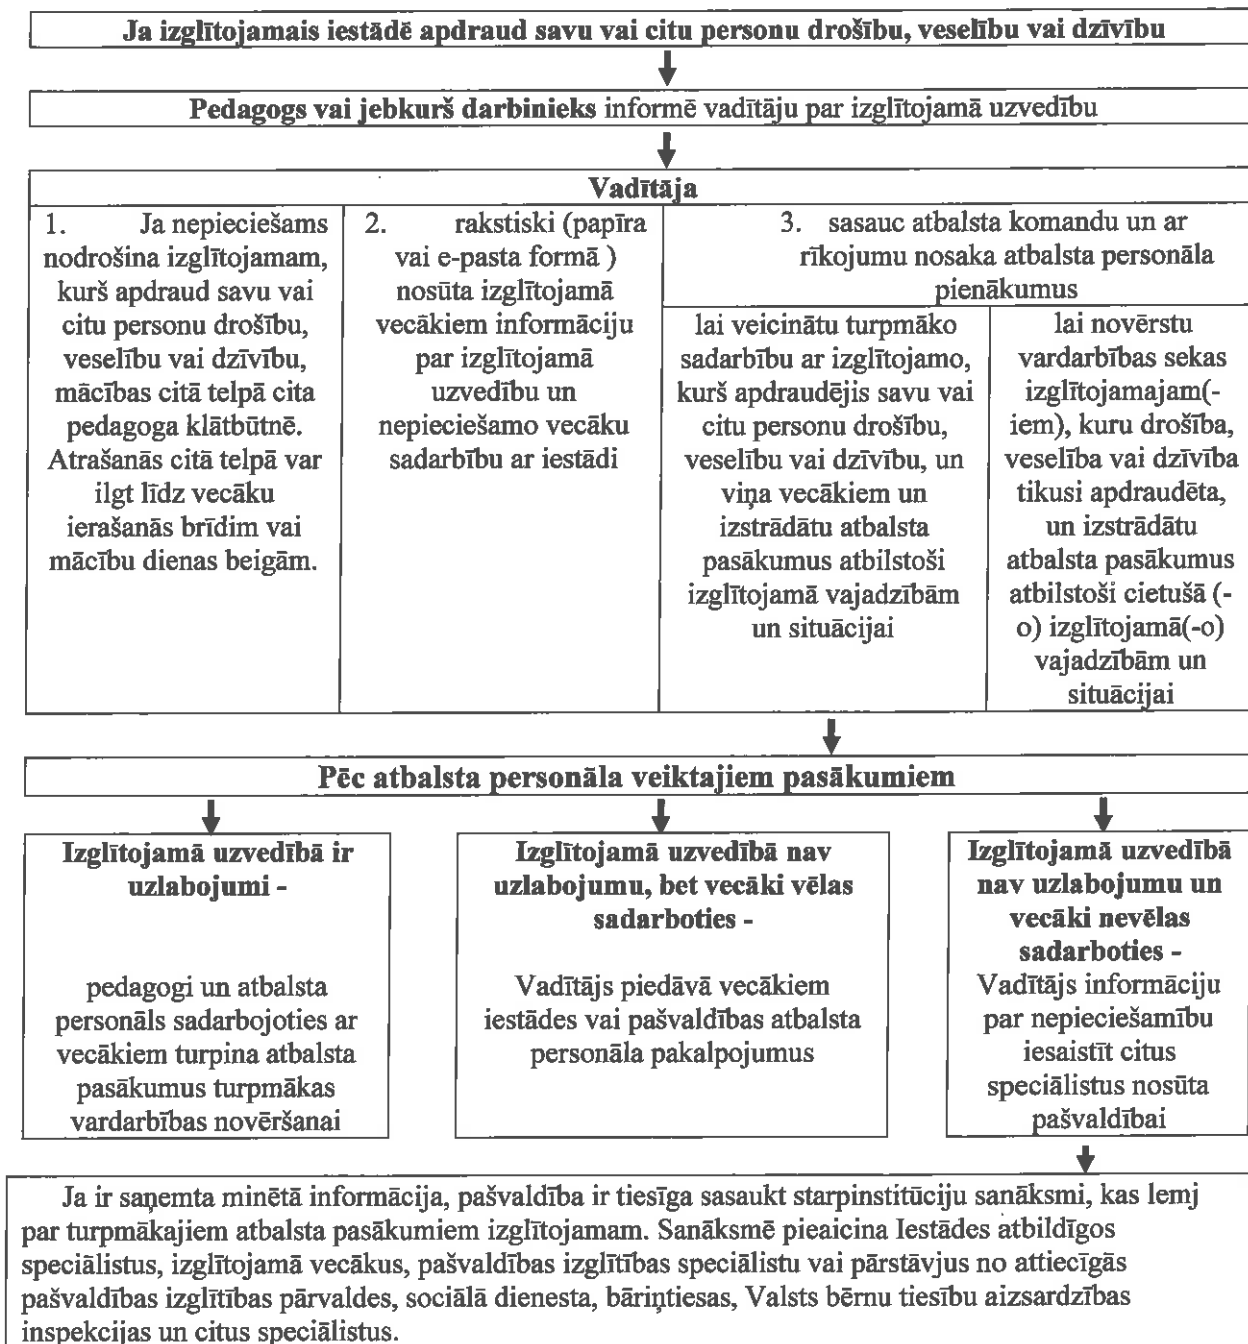 Ja izglītojamais iestādē apdraud savu vai citu personu drošību, veselību vai dzīvību
Pedagogs vai jebkurš darbinieks informē vadītāju par izglītojamā uzvedību
Vadītāja
1. Ja nepieciešams
nodrošina izglītojamam,
kurš apdraud savu vai
citu personu drošību,
veselību vai dzīvību,
mācības citā telpā cita
pedagoga klātbūtnē.
Atrašanās citā telpā var
ilgt līdz vecāku
ierašanās brīdim vai
mācību dienas beigām.
2. rakstiski (papīra
vai e-pasta formā )
nosūta izglītojamā
vecākiem informāciju
par izglītojamā
uzvedību un
nepieciešamo vecāku
sadarbību ar iestādi
3. sasauc atbalsta komandu un ar
rīkojumu nosaka atbalsta personāla
pienākumus
lai veicinātu turpmāko
sadarbību ar izglītojamo,
kurš apdraudējis savu vai
citu personu drošību,
veselību vai dzīvību, un
viņa vecākiem un
izstrādātu atbalsta
pasākumus atbilstoši
izglītojamā vajadzībām
un situācijai
lai novērstu
vardarbības sekas
izglītojamajam(-
iem), kuru drošība,
veselība vai dzīvība
tikusi apdraudēta,
un izstrādātu
atbalsta pasākumus
atbilstoši cietušā (-
o) izglītojamā(-o)
vajadzībām un
situācijai
Pēc atbalsta personāla veiktajiem pasākumiem
Izglītojamā uzvedībā ir
uzlabojumi -
pedagogi un atbalsta
personāls sadarbojoties ar
vecākiem turpina atbalsta
pasākumus turpmākas
vardarbības novēršanai
Izglītojamā uzvedībā nav
uzlabojumu, bet vecāki vēlas
sadarboties -
Vadītājs piedāvā vecākiem
iestādes vai pašvaldības atbalsta
personāla pakalpojumus
Izglītojamā uzvedībā
nav uzlabojumu un
vecāki nevēlas
sadarboties -
Vadītājs informāciju
par nepieciešamību
iesaistīt citus
speciālistus nosūta
pašvaldībai
Ja ir saņemta minētā informācija, pašvaldība ir tiesīga sasaukt starpinstitūciju sanāksmi, kas lemj
par turpmākajiem atbalsta pasākumiem izglītojamam. Sanāksmē pieaicina Iestādes atbildīgos
speciālistus, izglītojamā vecākus, pašvaldības izglītības speciālistu vai pārstāvjus no attiecīgās
pašvaldības izglītības pārvaldes, sociālā dienesta, bāriņtiesas, Valsts bērnu tiesību aizsardzības
inspekcijas un citus speciālistus.